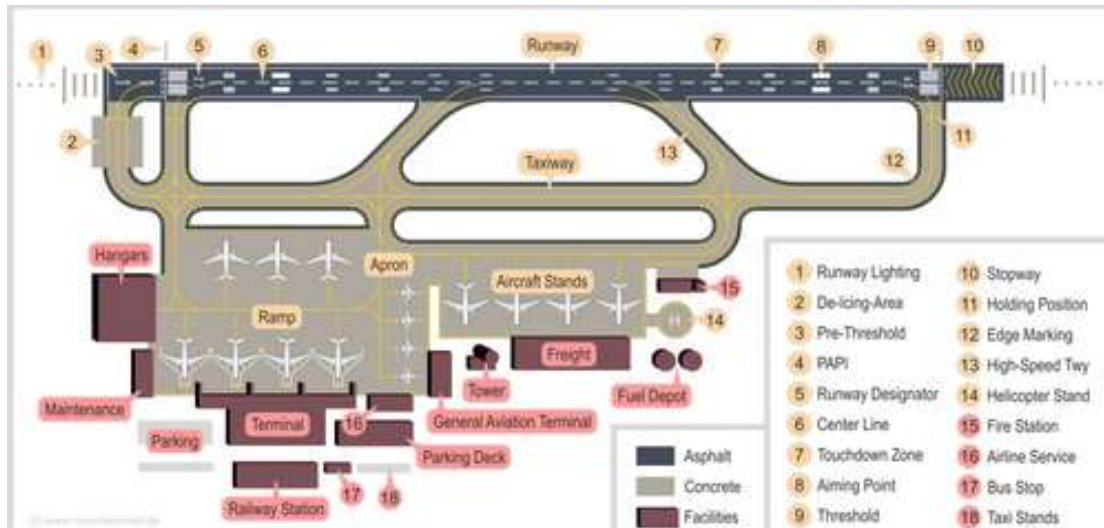 4
5
6
Runway
7
8
9
10
1
3
2
13
12
11
Taxiway
Hangars
Apron
Aircraft Stands
15
Ramp
14
Freight
Tower
Fuel Depot
Maintenance
Terminal
16
General Aviation Terminal
Parking
Parking Deck
17
18
Railway Station
Asphalt
Concrete
Facilities
1 Runway Lighting
2 De-Icing-Area
3 Pre-Threshold
4 PAPI
5 Runway Designator
6 Center Line
7 Touchdown Zone
8 Aiming Point
9 Threshold
10 Stopway
11 Holding Position
12 Edge Marking
13 High-Speed Twy
14 Helicopter Stand
15 Fire Station
16 Airline Service
17 Bus Stop
18 Taxi Stands
H